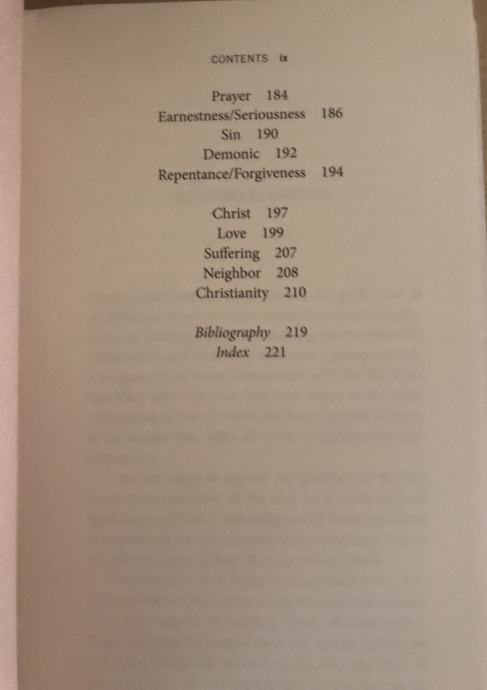 CONTENTS ix
Prayer 184
Earnestness/Seriousness 186
Sin 190
Demonic 192
Repentance/Forgiveness 194
Christ 197
Love 199
Suffering 207
Neighbor 208
Christianity 210
Bibliography 219
Index 221